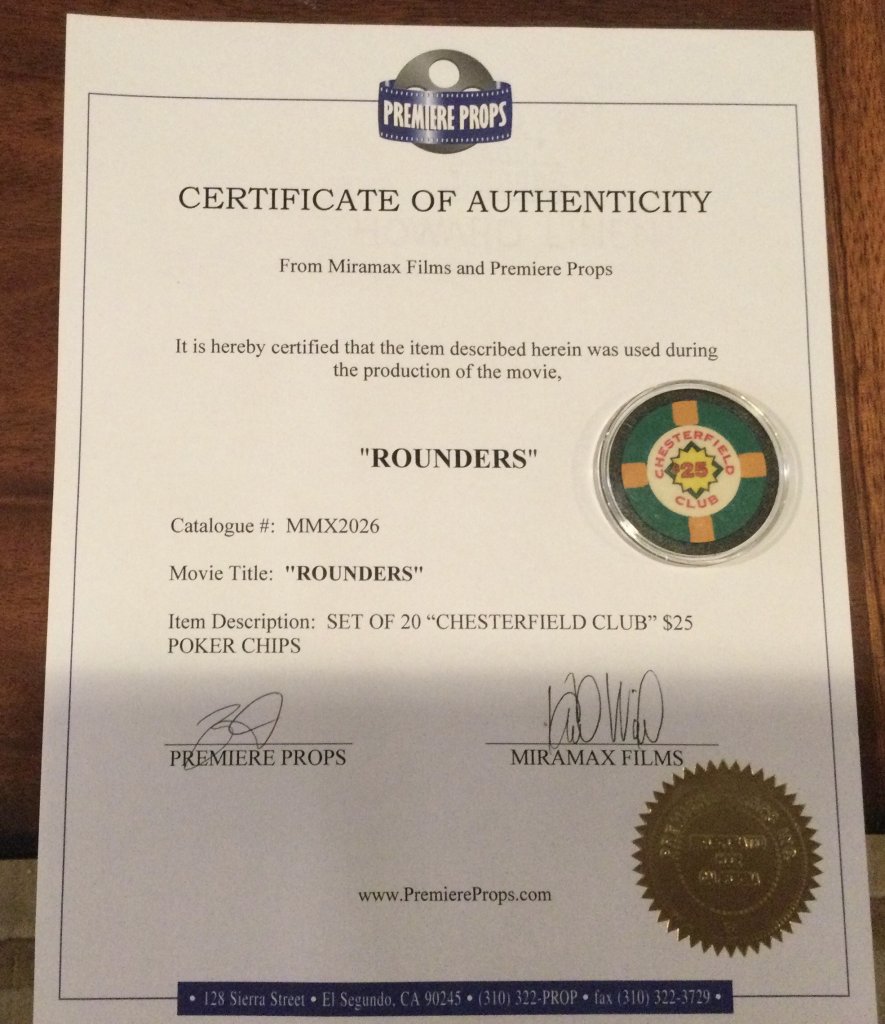 PREMIERE PROPS
CERTIFICATE OF AUTHENTICITY
From Miramax Films and Premiere Props
It is hereby certified that the item described herein was used during
the production of the movie,
"ROUNDERS"
CHESTERFIELD
$25
CLUB
Catalogue #: MMX2026
Movie Title: "ROUNDERS"
Item Description: SET OF 20 “CHESTERFIELD CLUB” $25
POKER CHIPS
PREMIERE PROPS
MIRAMAX FILMS
www.PremiereProps.com
• 128 Sierra Street • El Segundo, CA 90245 • (310) 322-PROP • fax (310) 322-3729 •